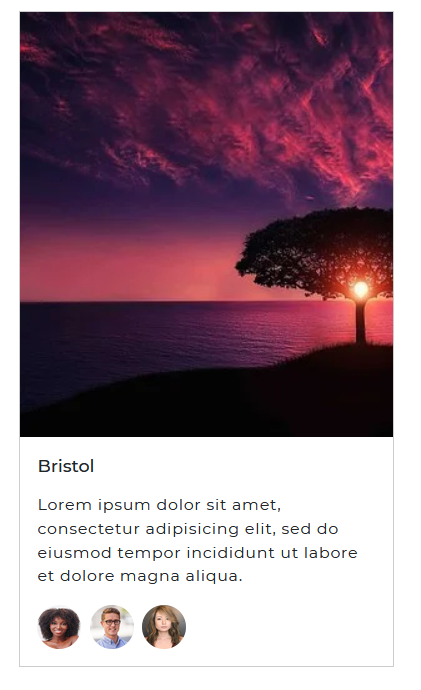 Bristol
Lorem ipsum dolor sit amet,
consectetur adipisicing elit, sed do
eiusmod tempor incididunt ut labore
et dolore magna aliqua.